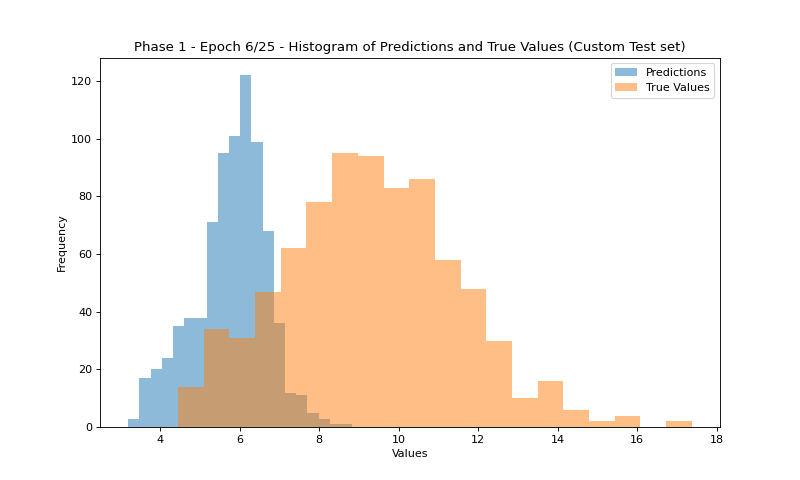 Phase 1 - Epoch 6/25 - Histogram of Predictions and True Values (Custom Test set)
Predictions
True Values
Frequency
120
100
80
60
40
20
0
4 6 8 10 12 14 16 18
Values